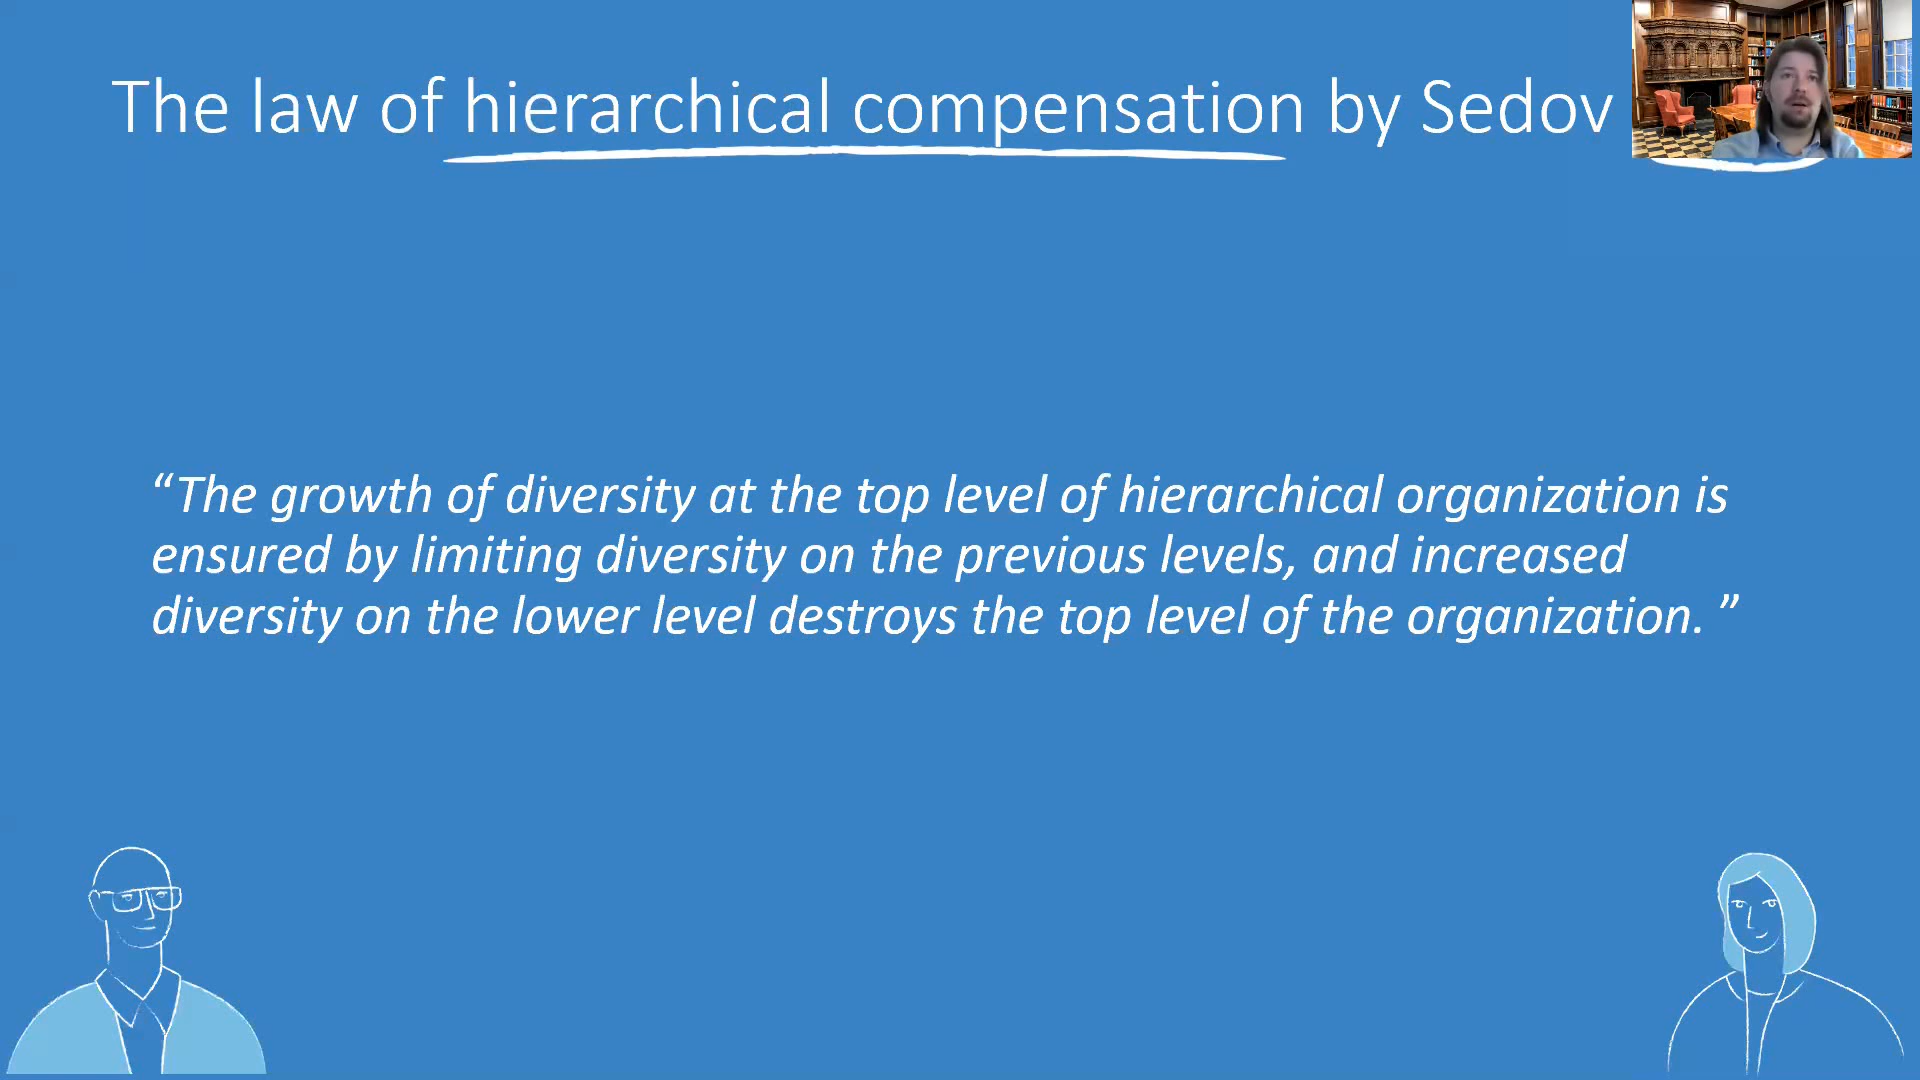 The law of hierarchical compensation by Sedov
“The growth of diversity at the top level of hierarchical organization is
ensured by limiting diversity on the previous levels, and increased
diversity on the lower level destroys the top level of the organization. ”